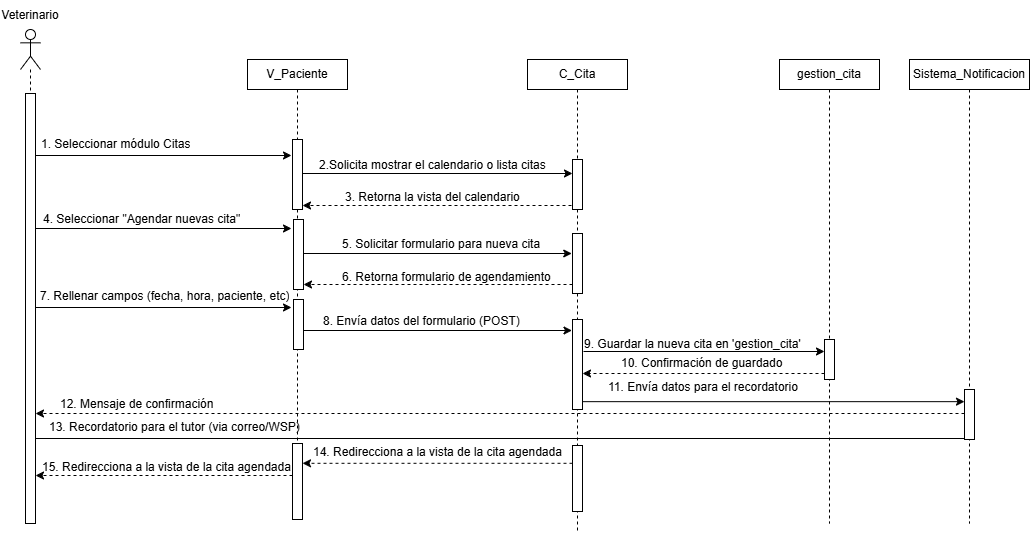 Veterinario
V_Paciente
C_Cita
gestion_cita
Sistema_Notificacion
1. Seleccionar módulo Citas
2.Solicita mostrar el calendario o lista citas
3. Retorna la vista del calendario
4. Seleccionar "Agendar nuevas cita"
5. Solicitar formulario para nueva cita
6. Retorna formulario de agendamiento
7. Rellenar campos (fecha, hora, paciente, etc)
8. Envía datos del formulario (POST)
9. Guardar la nueva cita en 'gestion_cita'
10. Confirmación de guardado
11. Envía datos para el recordatorio
12. Mensaje de confirmación
13. Recordatorio para el tutor (via correo/WSP)
14. Redirecciona a la vista de la cita agendada
15. Redirecciona a la vista de la cita agendada